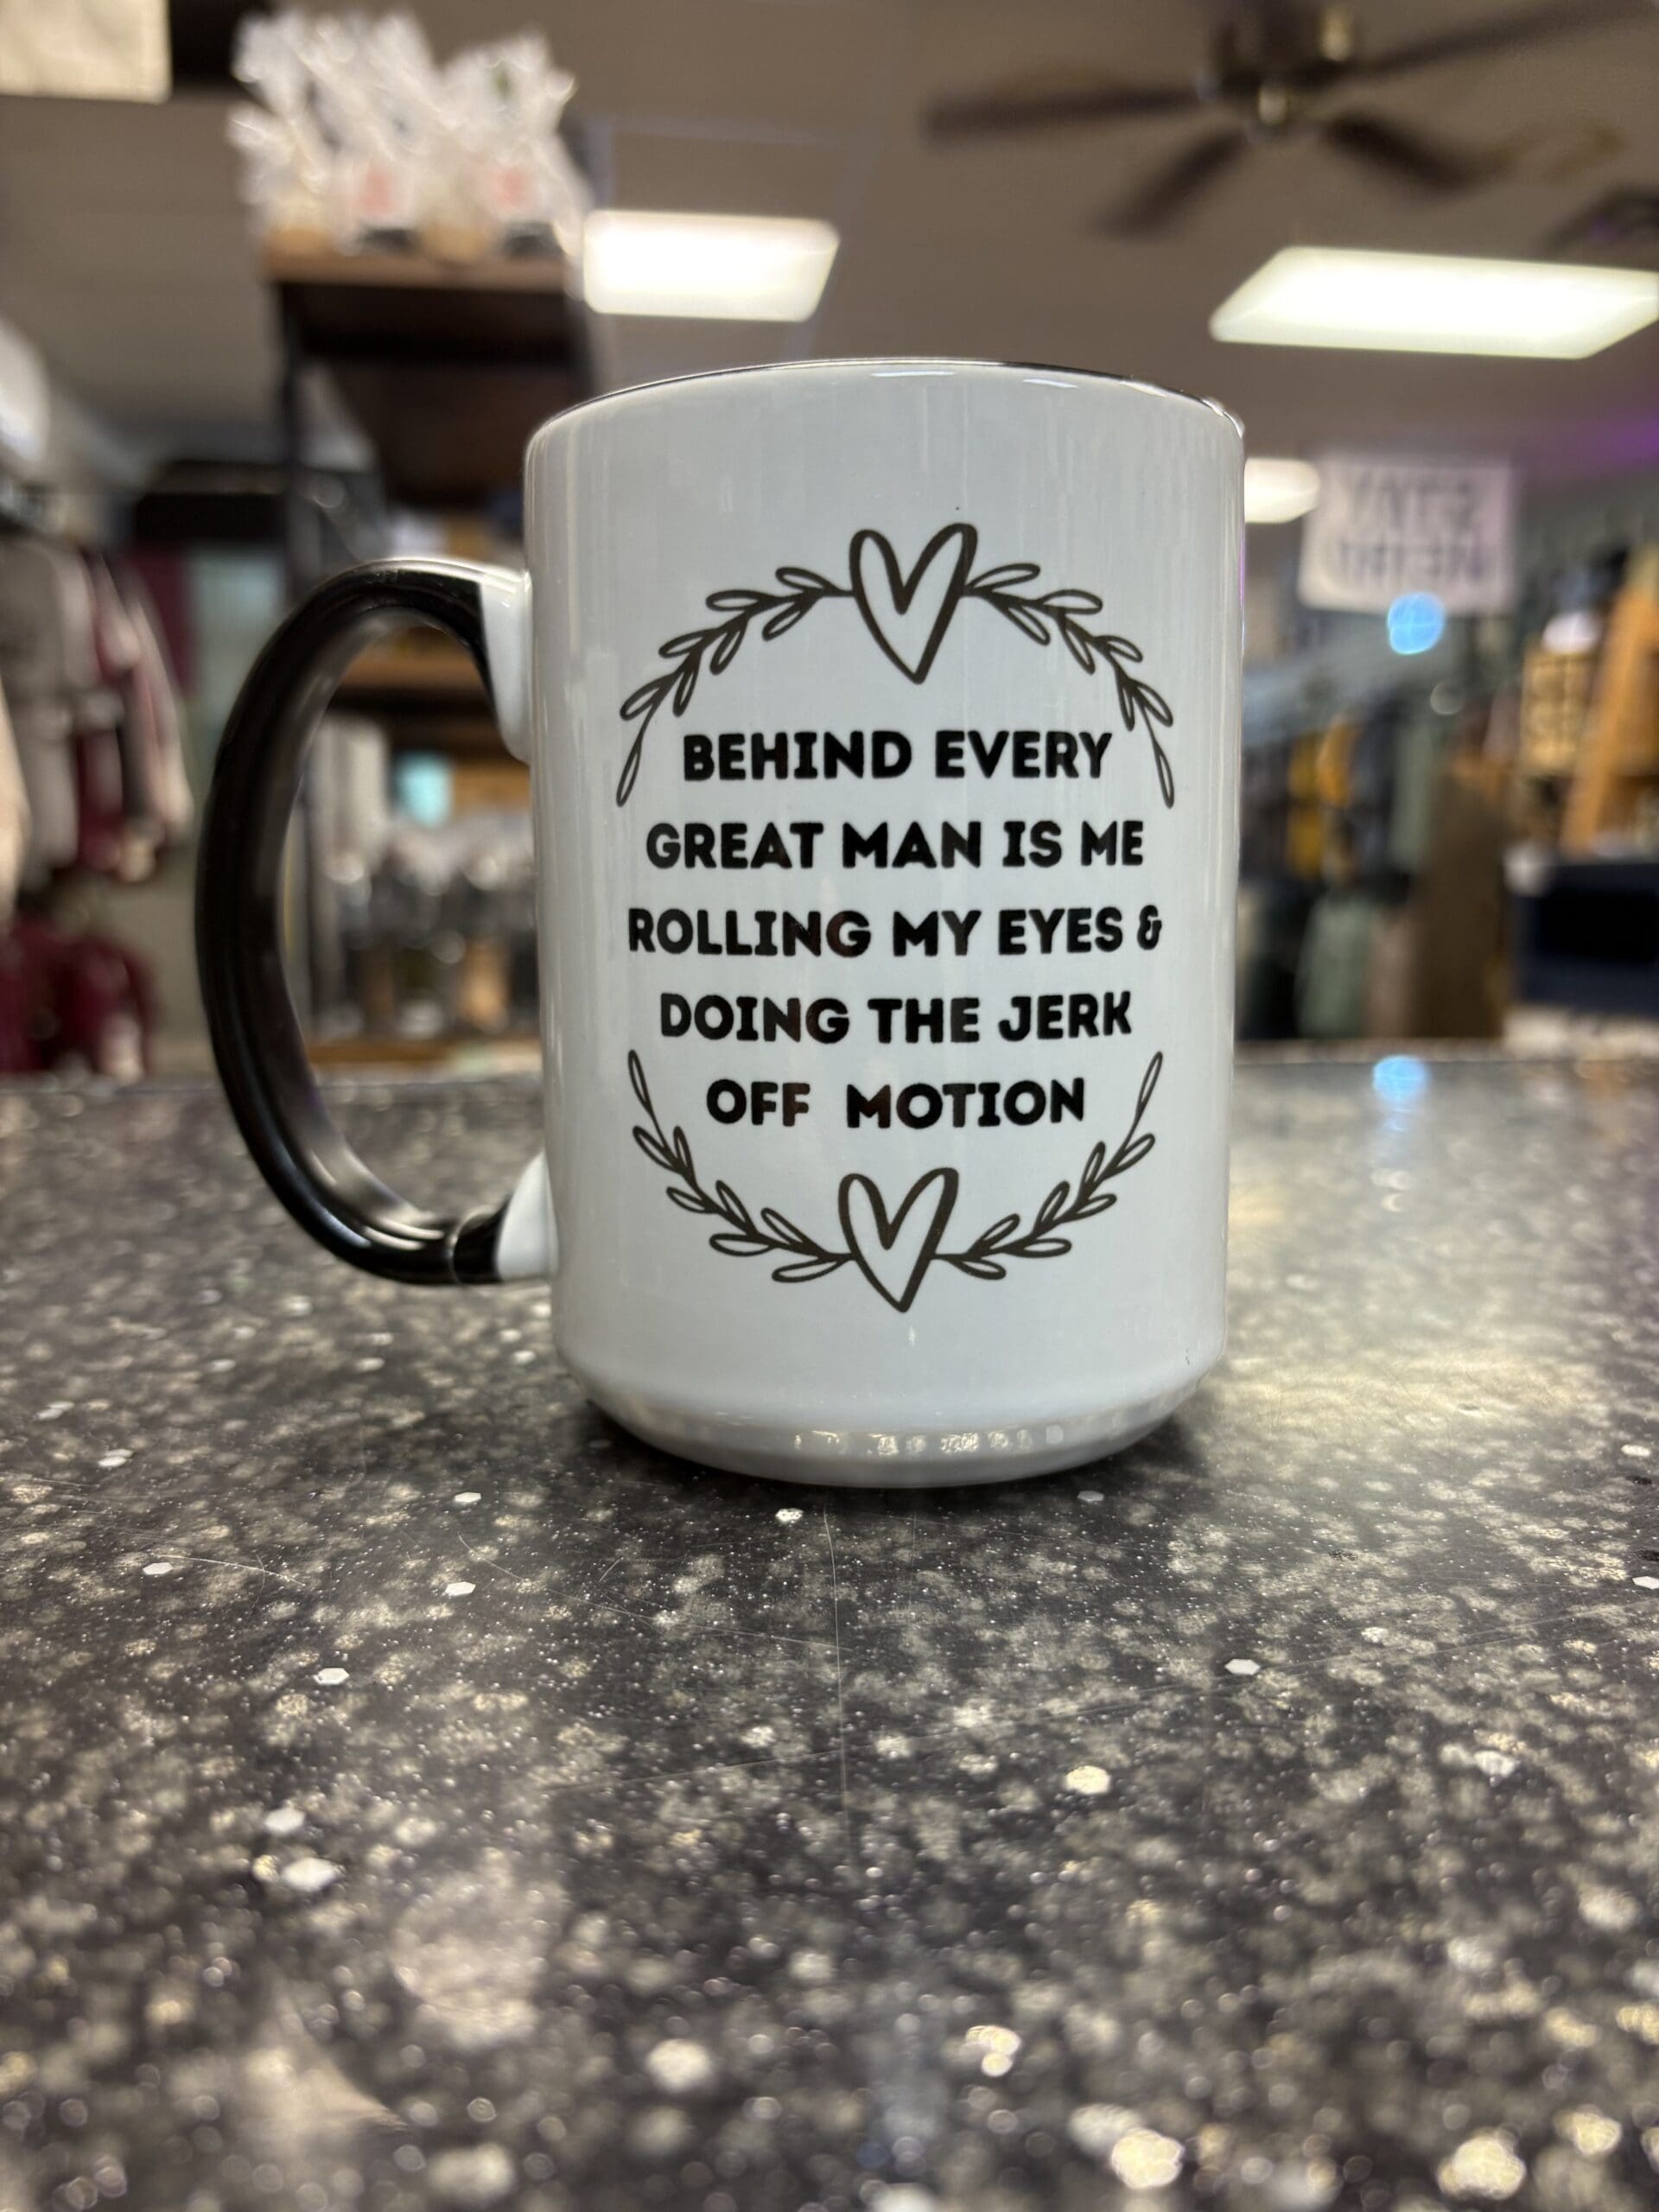 BEHIND EVERY
GREAT MAN IS ME
ROLLING MY EYES &
DOING THE JERK
OFF MOTION